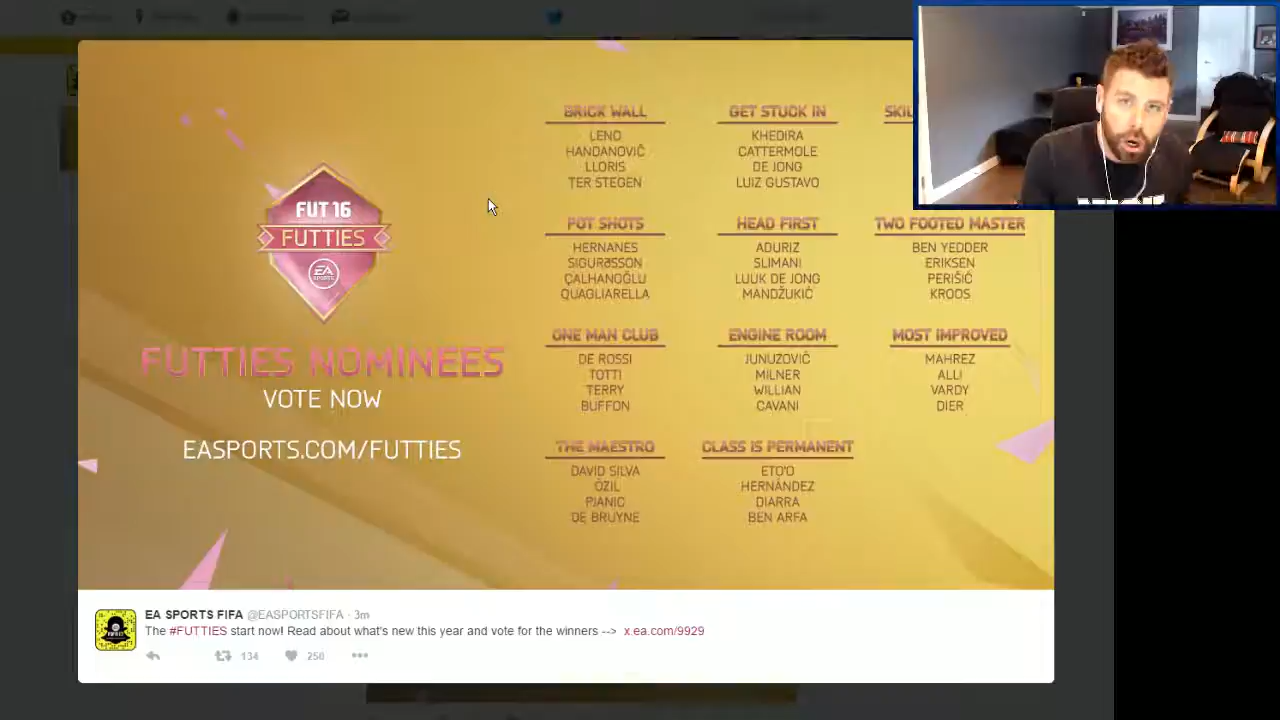 FUT 16
FUTTIES
EA
SPORTS
FUTTIES NOMINEES
VOTE NOW
EASPORTS.COM/FUTTIES
BRICK WALL
LENO
HANDANOVIČ
LLORIS
TER STEGEN
GET STUCK IN
KHEDIRA
CATTERMOLE
DE JONG
LUIZ GUSTAVO
SKIL
POT SHOTS
HERNANES
SIGURÐSSON
ÇALHANOĞLU
QUAGLIARELLA
HEAD FIRST
ADURIZ
SLIMANI
LUUK DE JONG
MANDŽUKIĆ
TWO FOOTED MASTER
BEN YEDDER
ERIKSEN
PERIŠIĆ
KROOS
ONE MAN CLUB
DE ROSSI
TOTTI
TERRY
BUFFON
ENGINE ROOM
JUNUZOVIĆ
MILNER
WILLIAN
CAVANI
MOST IMPROVED
MAHREZ
ALLI
VARDY
DIER
THE MAESTRO
DAVID SILVA
ÖZIL
PJANIC
DE BRUYNE
CLASS IS PERMANENT
ETO'O
HERNÁNDEZ
DIARRA
BEN ARFA
EA SPORTS FIFA @EASPORTSFIFA · 3m
The #FUTTIES start now! Read about what's new this year and vote for the winners --> x.ea.com/9929
134 250